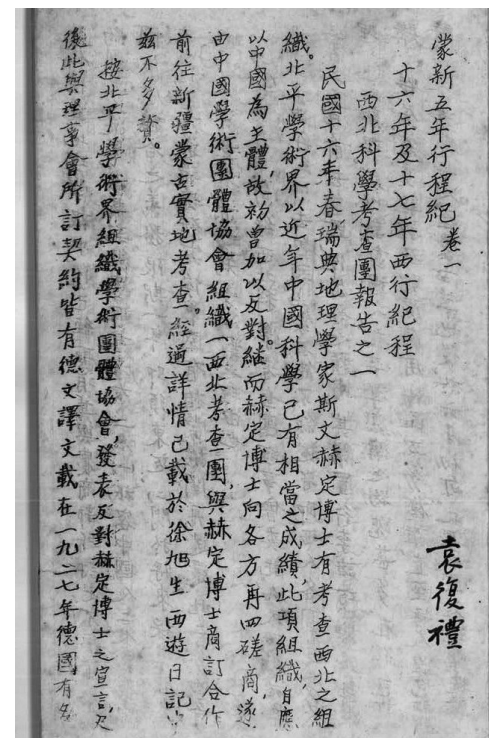 蒙新五年行程紀 卷一
十六年及十七年西行紀程
袁復禮
西北科學考查團報告之一
民國十六年春瑞典地理學家斯文赫定博士有考查西北之組
織。北平學術界以近年中國科學已有相當之成績,此項組織,自應
以中國為主體,故初曾加以反對。繼而赫定博士向各方再四磋商,遂
由中國學術團體協會組織一西北考查團,與赫定博士商訂合作
前往新疆蒙古實地考查。經過詳情已載於徐旭生西遊日記
茲不多贅。
按北平學術界組織學術團體協會,發表反對赫定博士之宣言,及
後此與理事會所訂契約皆有德文譯文載在一九二七年德國